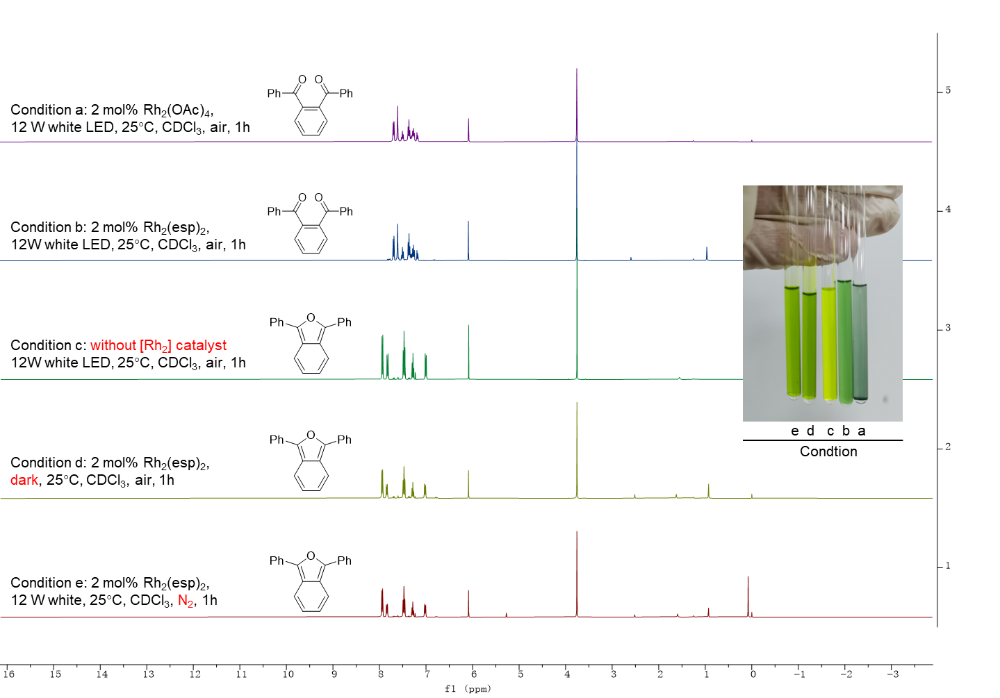 Ph O O Ph
Condition a: 2 mol% Rh2(OAc)4,
12 W white LED, 25°C, CDCl3, air, 1h
5
Ph O O Ph
Condition b: 2 mol% Rh2(esp)2,
12W white LED, 25°C, CDCl3, air, 1h
4
Ph O Ph
Condition c: without [Rh2] catalyst
12W white LED, 25°C, CDCl3, air, 1h
3
e d c b a
Condtion
Ph O Ph
Condition d: 2 mol% Rh2(esp)2,
dark, 25°C, CDCl3, air, 1h
2
Ph O Ph
Condition e: 2 mol% Rh2(esp)2,
12 W white, 25°C, CDCl3, N2, 1h
1
16 15 14 13 12 11 10 9 8 7 6 5 4 3 2 1 0 -1 -2 -3
f1 (ppm)